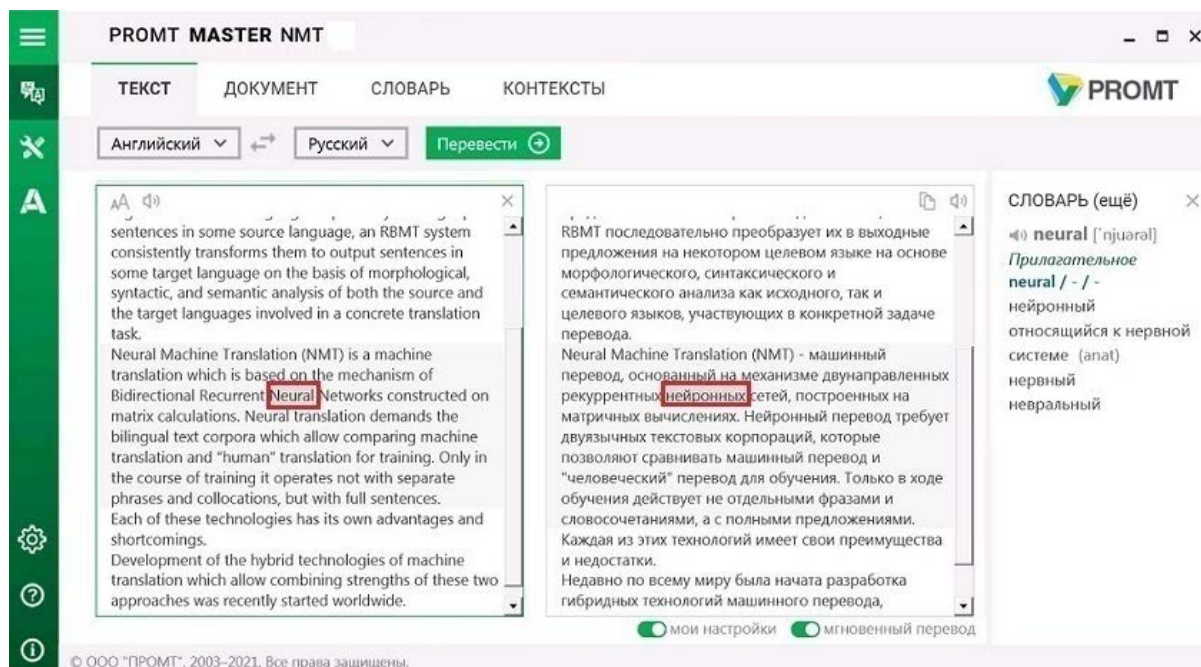 PROMT MASTER NMT
ТЕКСТ ДОКУМЕНТ СЛОВАРЬ КОНТЕКСТЫ
PROMT
Английский Русский Перевести
sentences in some source language, an RBMT system
consistently transforms them to output sentences in
some target language on the basis of morphological,
syntactic, and semantic analysis of both the source and
the target languages involved in a concrete translation
task.
Neural Machine Translation (NMT) is a machine
translation which is based on the mechanism of
Bidirectional Recurrent Neural Networks constructed on
matrix calculations. Neural translation demands the
bilingual text corpora which allow comparing machine
translation and "human" translation for training. Only in
the course of training it operates not with separate
phrases and collocations, but with full sentences.
Each of these technologies has its own advantages and
shortcomings.
Development of the hybrid technologies of machine
translation which allow combining strengths of these two
approaches was recently started worldwide.
RBMT последовательно преобразует их в выходные
предложения на некотором целевом языке на основе
морфологического, синтаксического и
семантического анализа как исходного, так и
целевого языков, участвующих в конкретной задаче
перевода.
Neural Machine Translation (NMT) - машинный
перевод, основанный на механизме двунаправленных
рекуррентных нейронных сетей, построенных на
матричных вычислениях. Нейронный перевод требует
двуязычных текстовых корпораций, которые
позволяют сравнивать машинный перевод и
"человеческий" перевод для обучения. Только в ходе
обучения действует не отдельными фразами и
словосочетаниями, а с полными предложениями.
Каждая из этих технологий имеет свои преимущества
и недостатки.
Недавно по всему миру была начата разработка
гибридных технологий машинного перевода,
СЛОВАРЬ (ещё)
neural ['njuərəl]
Прилагательное
neural / - / -
нейронный
относящийся к нервной
системе (anat)
нервный
невральный
мои настройки мгновенный перевод
© ООО "ПРОМТ", 2003–2021. Все права защищены.